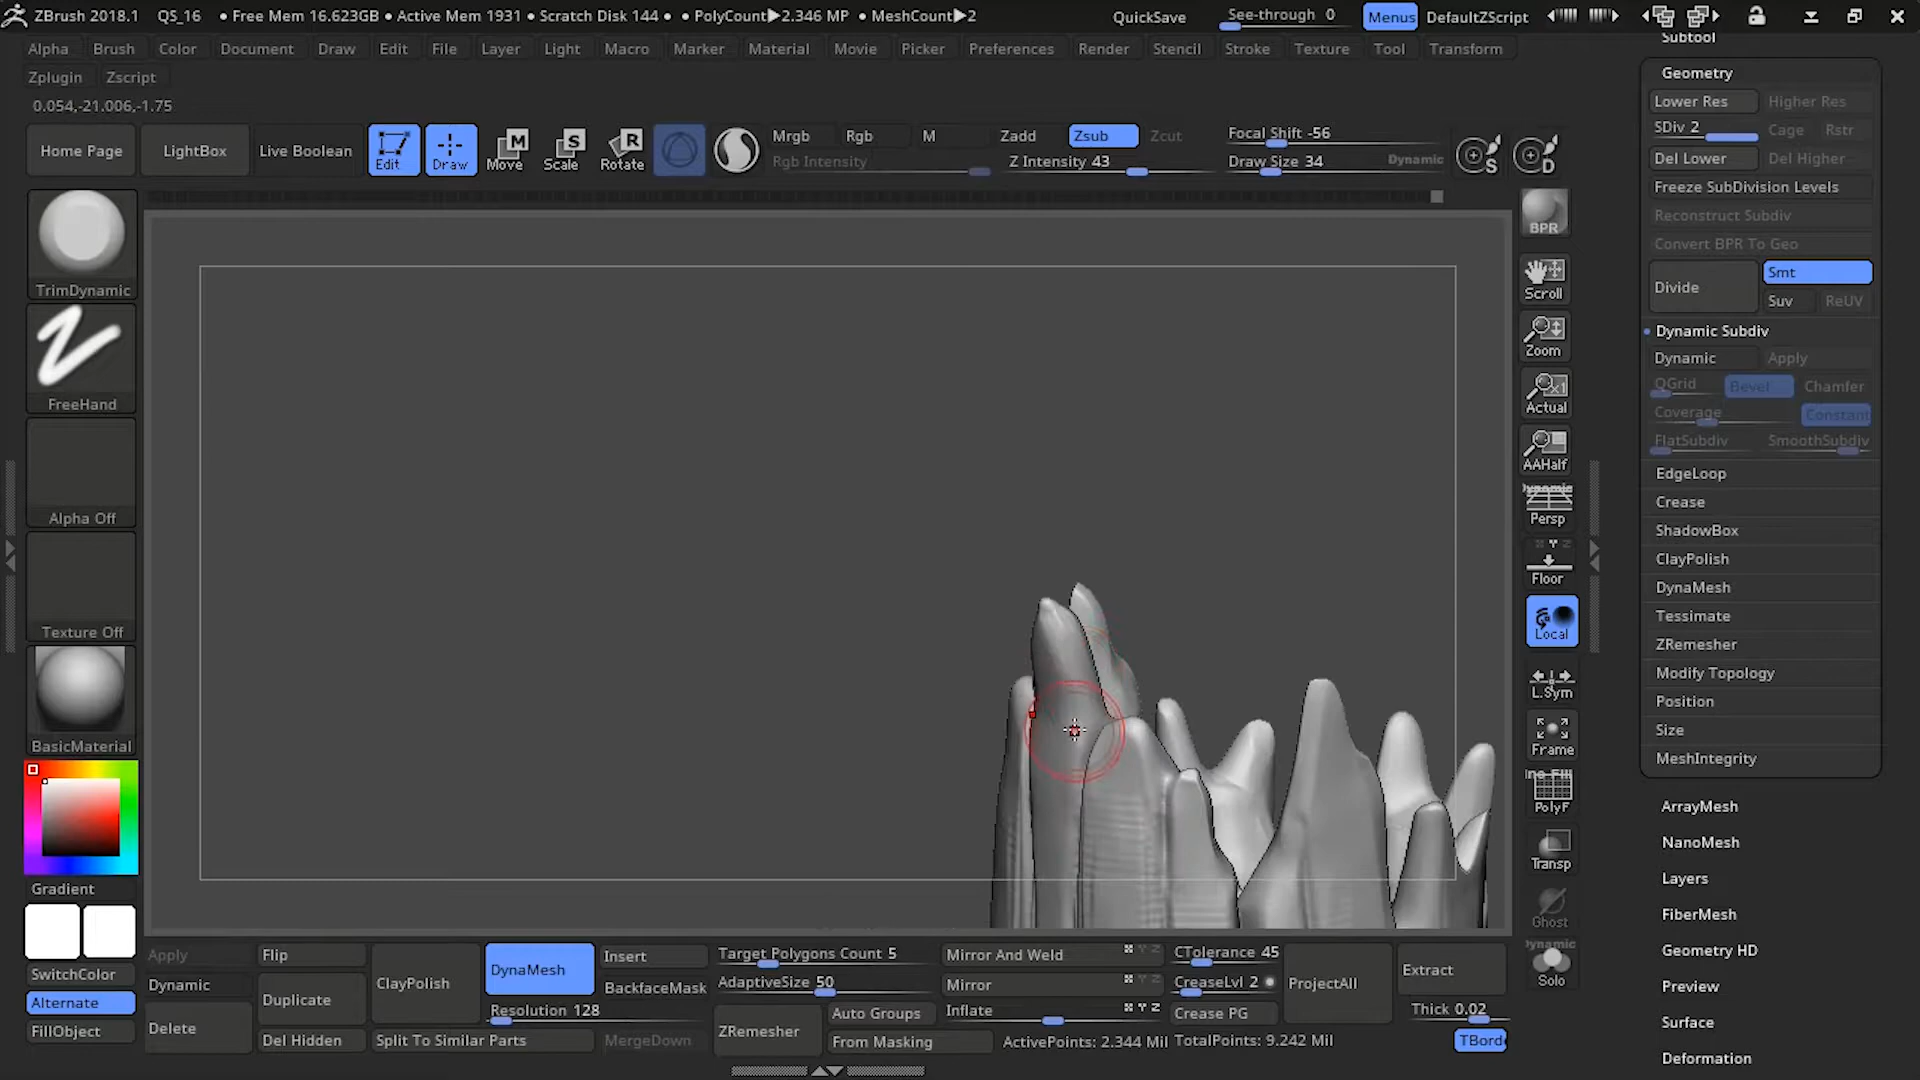 ZBrush 2018.1 QS_16 • Free Mem 16.623GB • Active Mem 1931 • Scratch Disk 144 • • PolyCount▶2.346 MP • MeshCount▶2 QuickSave See-through 0 Menus DefaultZScript
Alpha Brush Color Document Draw Edit File Layer Light Macro Marker Material Movie Picker Preferences Render Stencil Stroke Texture Tool Transform
Zplugin Zscript
0.054,-21.006,-1.75
Home Page LightBox Live Boolean Edit Draw Move Scale Rotate
M S R
Mrgb Rgb M Zadd Zsub Zcut Focal Shift -56
Rgb Intensity Z Intensity 43 Draw Size 34 Dynamic S D
TrimDynamic
FreeHand
Alpha Off
Texture Off
BasicMaterial
Gradient
SwitchColor
Alternate
FillObject
BPR
Scroll
Zoom
Actual
AAHalf
Dynamic
Persp
X Y Z
Floor
Local
L.Sym
Frame
PolyF
Transp
Ghost
Dynamic
Solo
Subtool
Geometry
Lower Res Higher Res
SDiv 2 Cage Rstr
Del Lower Del Higher
Freeze SubDivision Levels
Reconstruct Subdiv
Convert BPR To Geo
Divide Smt
Suv ReUV
Dynamic Subdiv
Dynamic Apply
QGrid Bevel Chamfer
Coverage Constant
FlatSubdiv SmoothSubdiv
EdgeLoop
Crease
ShadowBox
ClayPolish
DynaMesh
Tessimate
ZRemesher
Modify Topology
Position
Size
MeshIntegrity
ArrayMesh
NanoMesh
Layers
FiberMesh
Geometry HD
Preview
Surface
Deformation
Apply Flip ClayPolish DynaMesh Insert Target Polygons Count 5 Mirror And Weld X Y Z CTolerance 45 ProjectAll Extract
Dynamic Duplicate BackfaceMask AdaptiveSize 50 Mirror X Y Z CreaseLvl 2
Resolution 128 Auto Groups Inflate X Y Z Crease PG Thick 0.02
Delete Del Hidden Split To Similar Parts MergeDown ZRemesher From Masking ActivePoints: 2.344 Mil TotalPoints: 9.242 Mil TBord